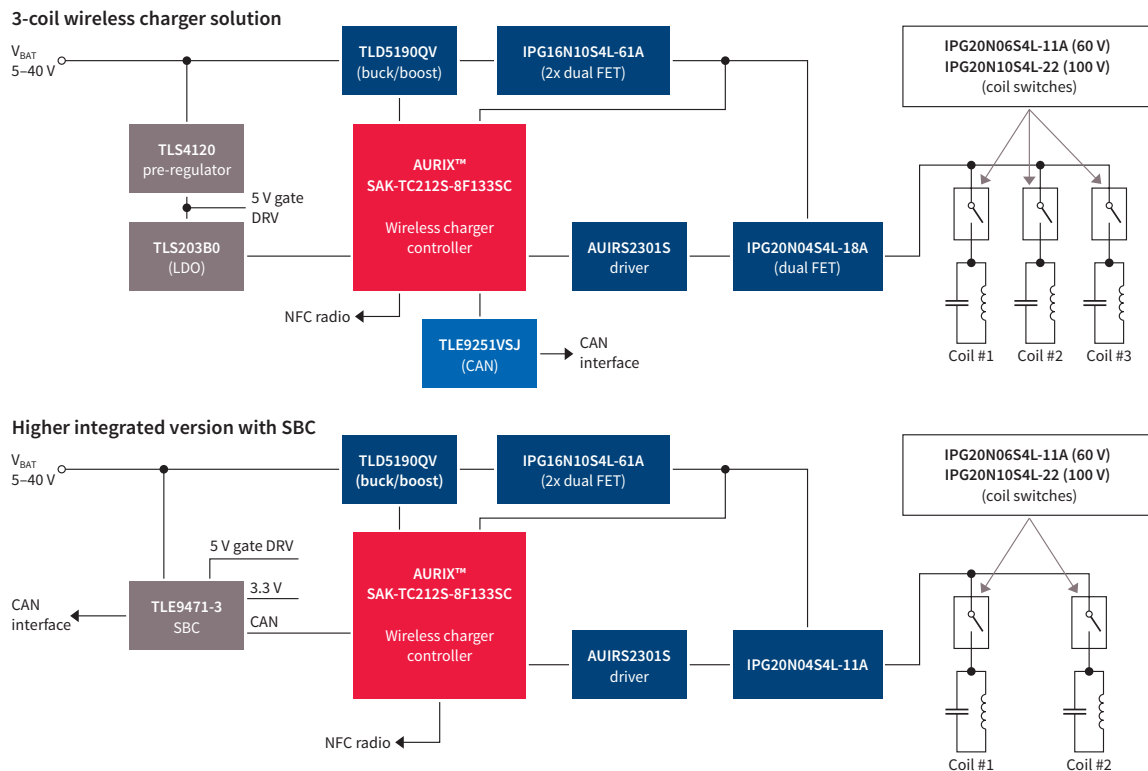 3-coil wireless charger solution
VBAT
5–40 V
TLD5190QV
(buck/boost)
IPG16N10S4L-61A
(2x dual FET)
IPG20N06S4L-11A (60 V)
IPG20N10S4L-22 (100 V)
(coil switches)
TLS4120
pre-regulator
AURIX™
SAK-TC212S-8F133SC
Wireless charger
controller
5 V gate
DRV
TLS203B0
(LDO)
AUIRS2301S
driver
IPG20N04S4L-18A
(dual FET)
NFC radio
TLE9251VSJ
(CAN)
CAN
interface
Coil #1
Coil #2
Coil #3
Higher integrated version with SBC
VBAT
5–40 V
TLD5190QV
(buck/boost)
IPG16N10S4L-61A
(2x dual FET)
IPG20N06S4L-11A (60 V)
IPG20N10S4L-22 (100 V)
(coil switches)
5 V gate DRV
AURIX™
SAK-TC212S-8F133SC
Wireless charger
controller
CAN
interface
TLE9471-3
SBC
3.3 V
CAN
AUIRS2301S
driver
IPG20N04S4L-11A
NFC radio
Coil #1
Coil #2